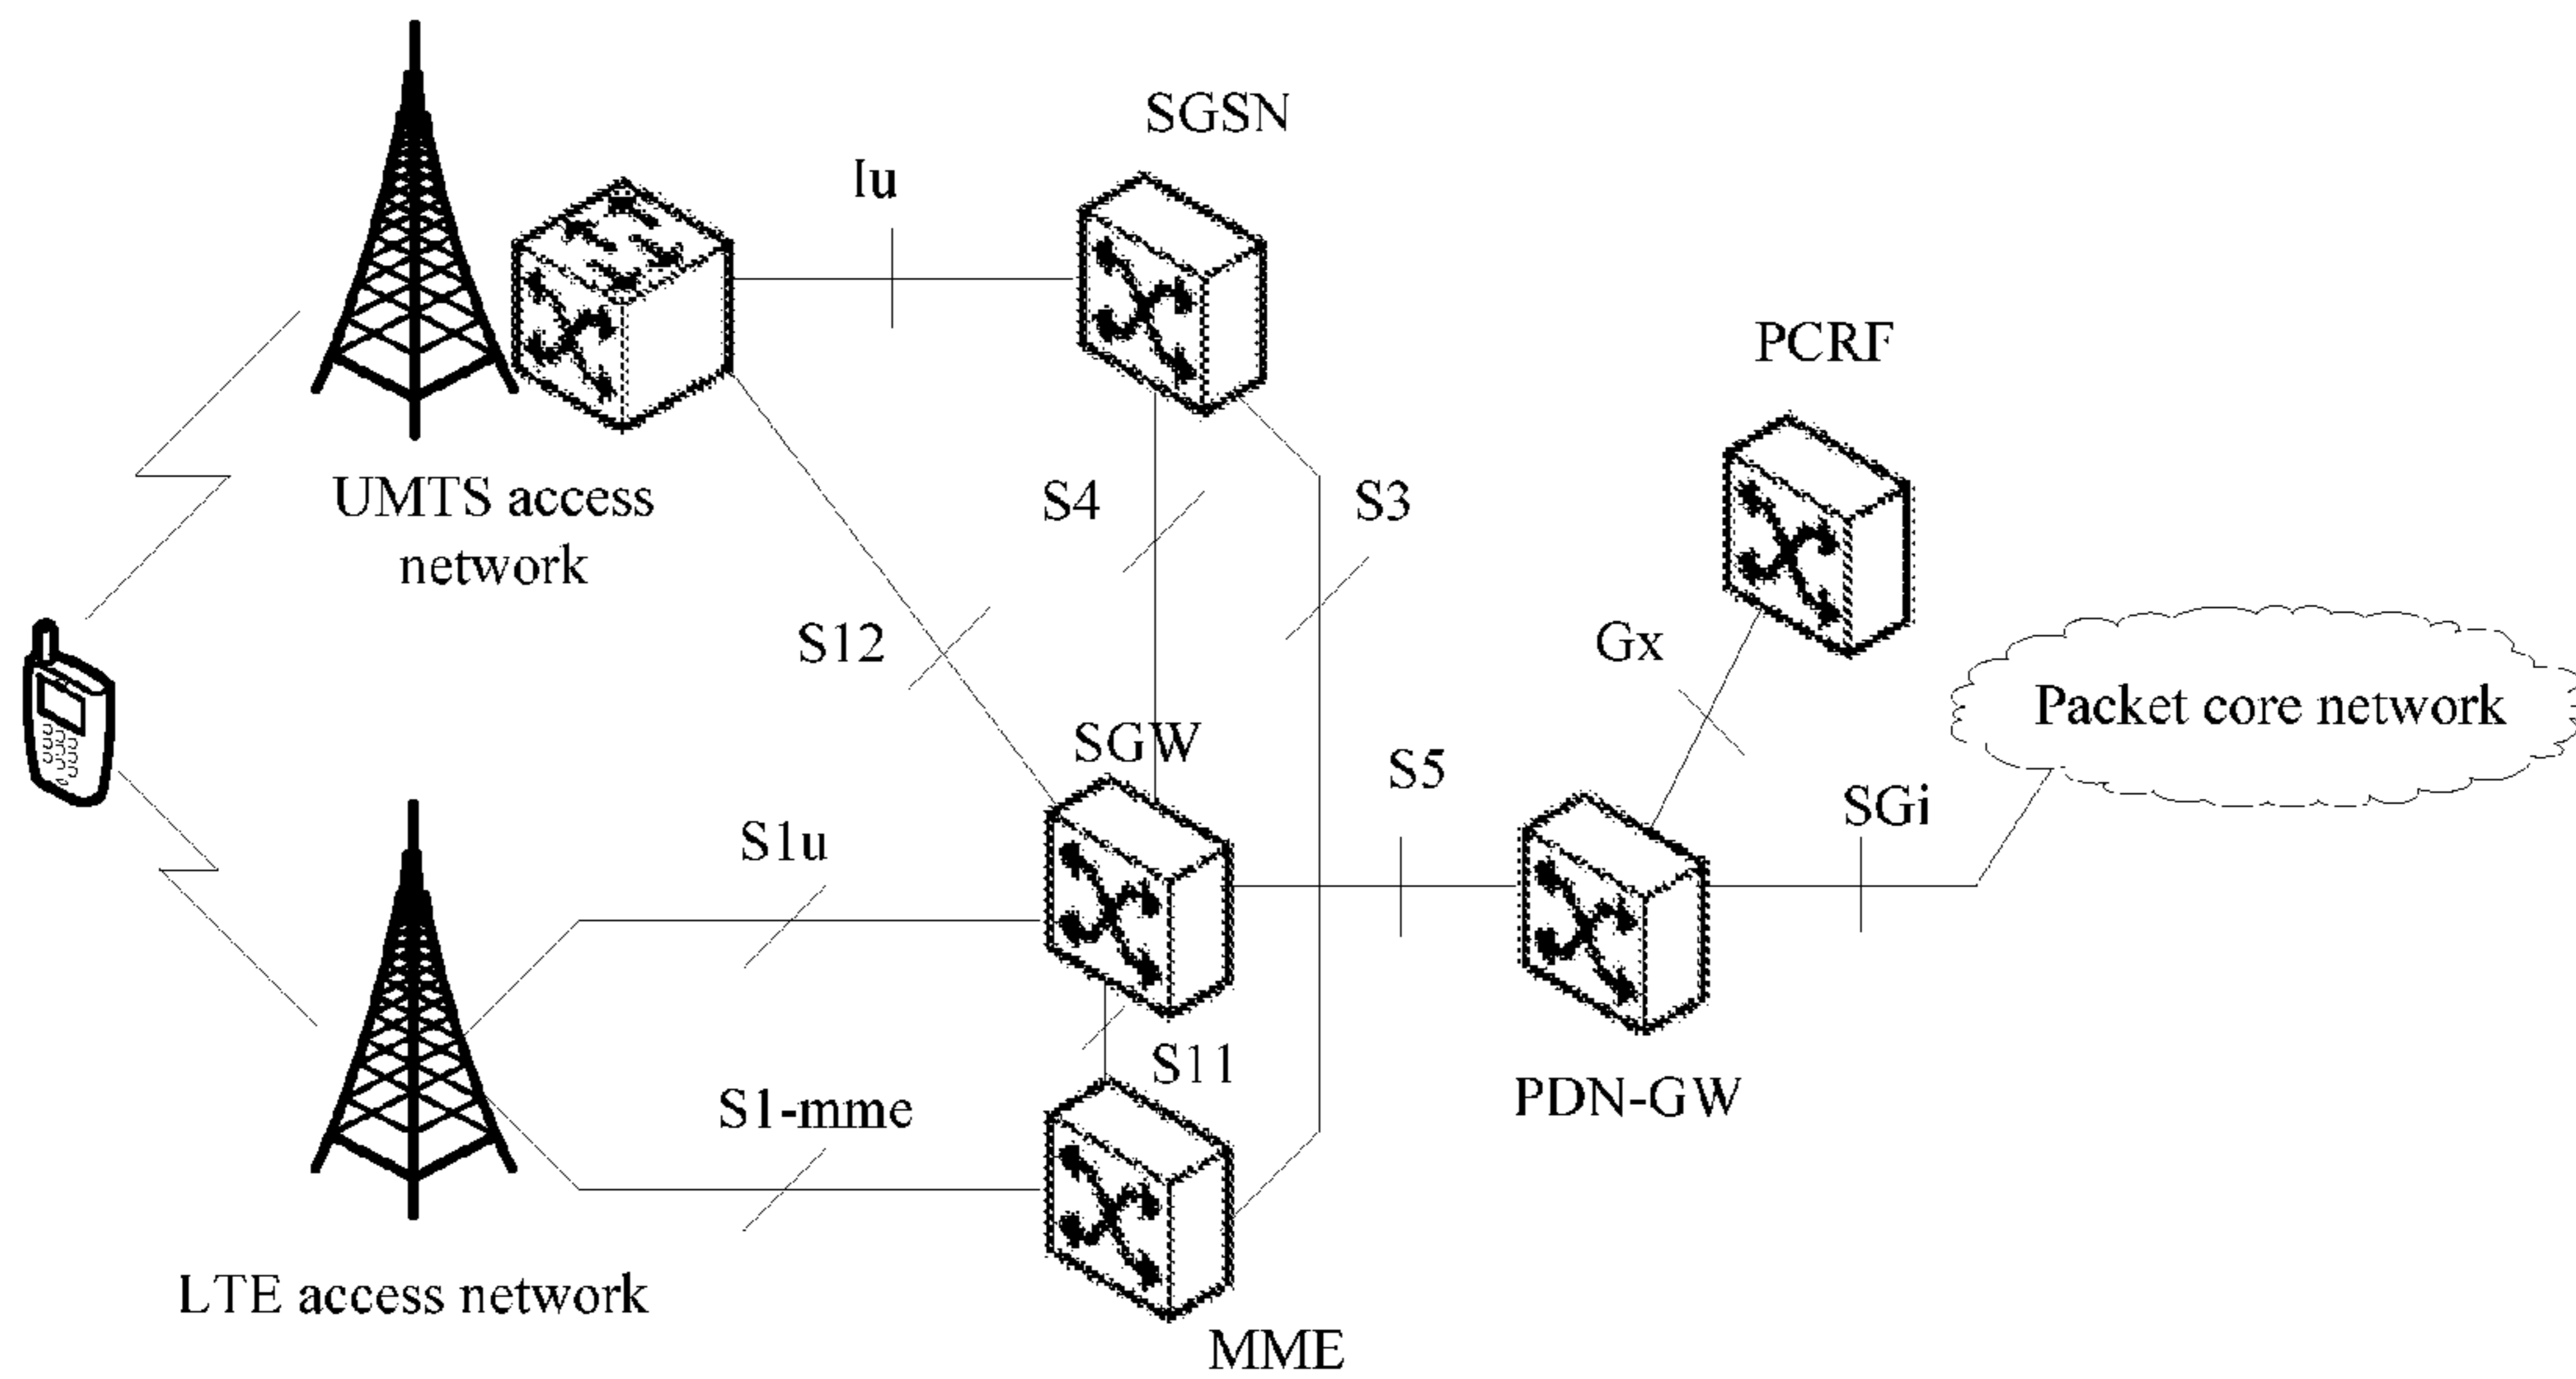 SGSN
Iu
PCRF
UMTS access
network
S4
S3
S12
Gx
Packet core network
SGW
S5
SGi
S1u
S11
PDN-GW
S1-mme
LTE access network
MME